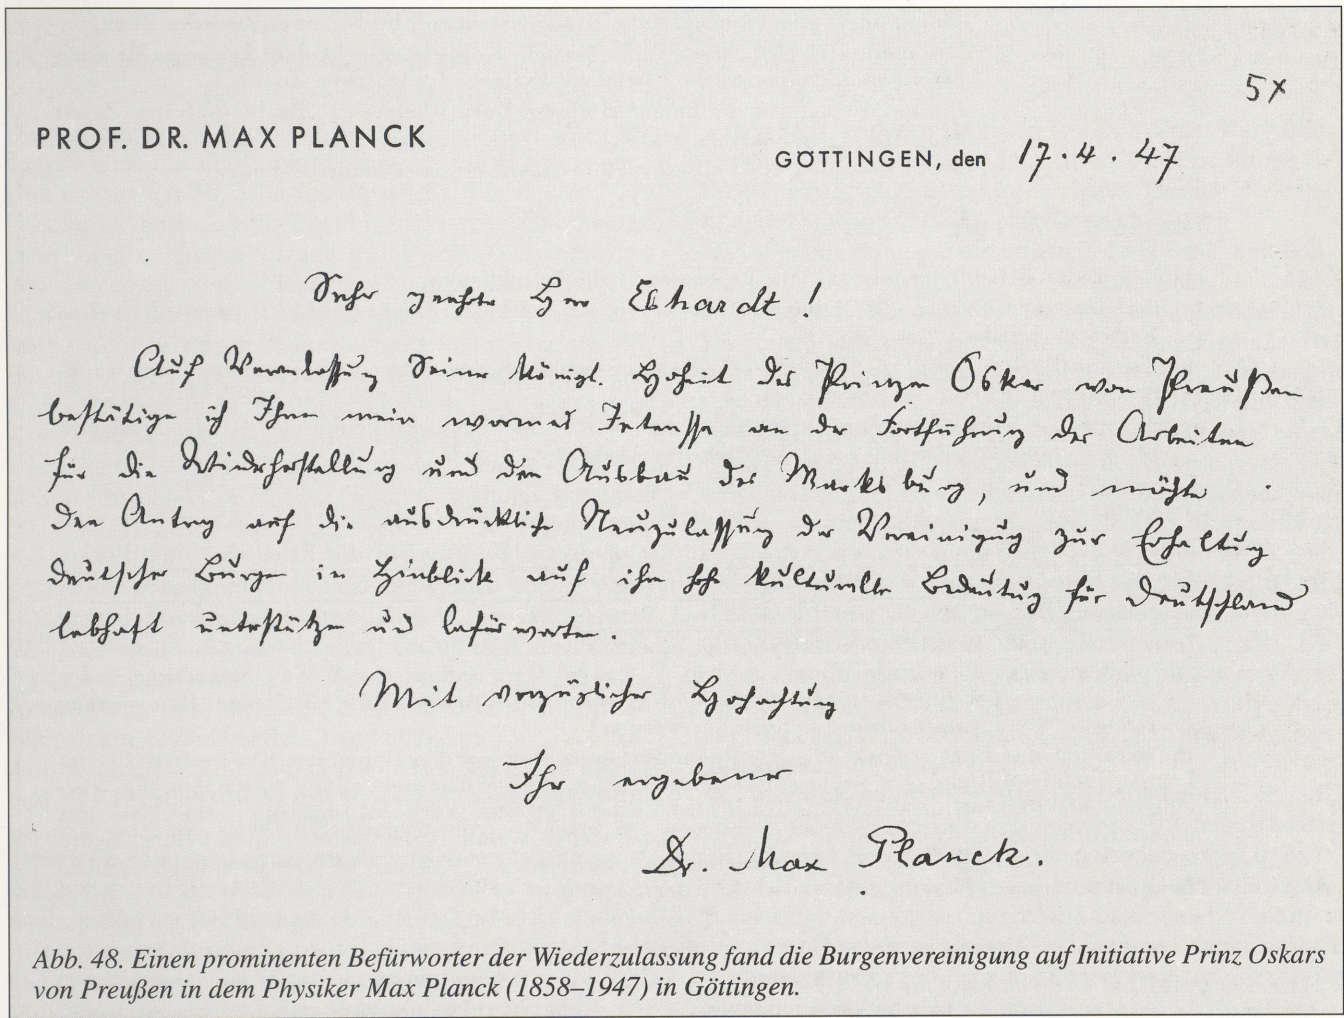 5x
PROF. DR. MAX PLANCK
GÖTTINGEN, den 17.4.47
Sehr geehrter Herr Ebhardt!
Auf Veranlassung Seiner Königl. Hoheit des Prinzen Oskar von Preußen
bestätige ich Ihnen mein warmes Interesse an der Fortführung der Arbeiten
für die Wiederherstellung und den Ausbau der Marksburg, und möchte
den Antrag auf die ausdrückliche Neuzulassung der Vereinigung zur Erhaltung
deutscher Burgen in Hinblick auf ihre hohe kulturelle Bedeutung für Deutschland
lebhaft unterstützen und befürworten.
Mit vorzüglicher Hochachtung
Ihr ergebener
Dr. Max Planck.
Abb. 48. Einen prominenten Befürworter der Wiederzulassung fand die Burgenvereinigung auf Initiative Prinz Oskars
von Preußen in dem Physiker Max Planck (1858–1947) in Göttingen.